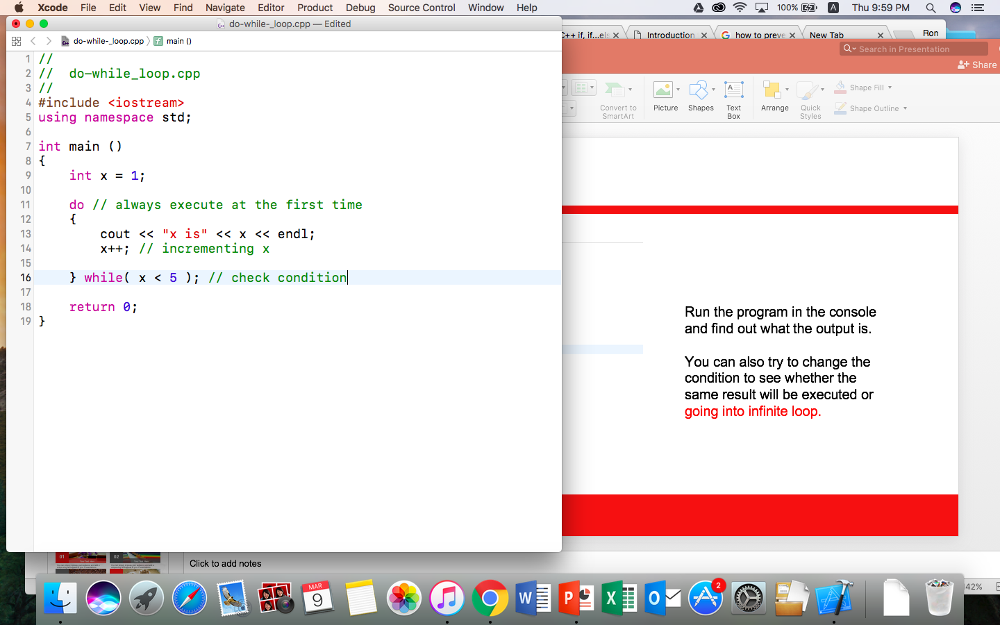 Xcode File Edit View Find Navigate Editor Product Debug Source Control Window Help 100% A Thu 9:59 PM
do-while-_loop.cpp — Edited
do-while-_loop.cpp main ()
1 //
2 //  do-while_loop.cpp
3 //
4 #include <iostream>
5 using namespace std;
6
7 int main ()
8 {
9     int x = 1;
10
11     do // always execute at the first time
12     {
13         cout << "x is" << x << endl;
14         x++; // incrementing x
15
16     } while( x < 5 ); // check condition
17
18     return 0;
19 }
C++ if, if...els Introduction how to preve New Tab Ron
Search in Presentation
Share
Convert to SmartArt
Picture Shapes Text Box Arrange Quick Styles
Shape Fill
Shape Outline
Run the program in the console
and find out what the output is.
You can also try to change the
condition to see whether the
same result will be executed or
going into infinite loop.
01 02
Click to add notes
142%
MAR
9
W P X O 2